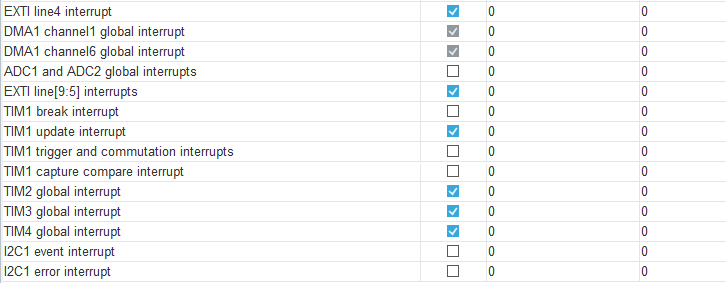 EXTI line4 interrupt 0 0
DMA1 channel1 global interrupt 0 0
DMA1 channel6 global interrupt 0 0
ADC1 and ADC2 global interrupts 0 0
EXTI line[9:5] interrupts 0 0
TIM1 break interrupt 0 0
TIM1 update interrupt 0 0
TIM1 trigger and commutation interrupts 0 0
TIM1 capture compare interrupt 0 0
TIM2 global interrupt 0 0
TIM3 global interrupt 0 0
TIM4 global interrupt 0 0
I2C1 event interrupt 0 0
I2C1 error interrupt 0 0